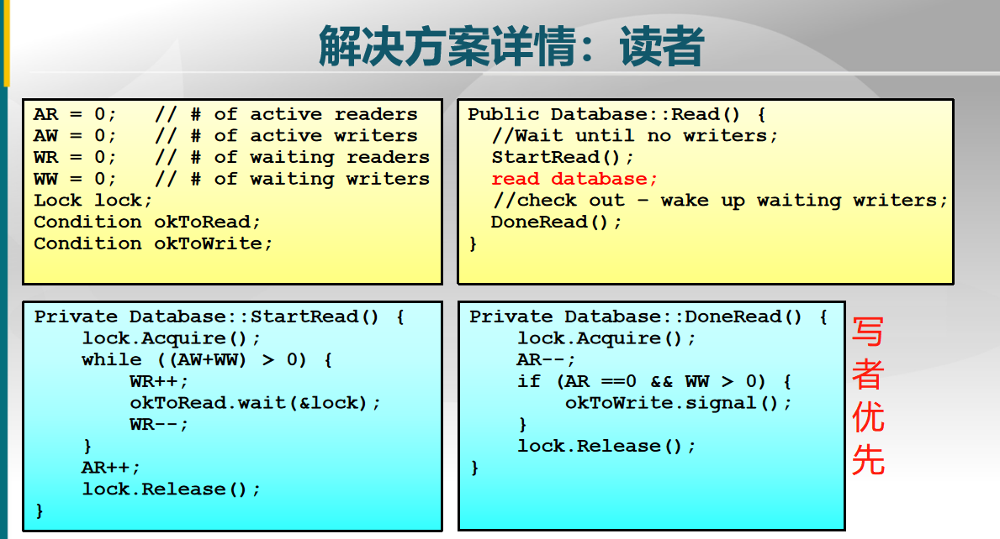 解决方案详情：读者
AR = 0;   // # of active readers
AW = 0;   // # of active writers
WR = 0;   // # of waiting readers
WW = 0;   // # of waiting writers
Lock lock;
Condition okToRead;
Condition okToWrite;
Public Database::Read() {
  //Wait until no writers;
  StartRead();
  read database;
  //check out – wake up waiting writers;
  DoneRead();
}
Private Database::StartRead() {
    lock.Acquire();
    while ((AW+WW) > 0) {
        WR++;
        okToRead.wait(&lock);
        WR--;
    }
    AR++;
    lock.Release();
}
Private Database::DoneRead() {
    lock.Acquire();
    AR--;
    if (AR ==0 && WW > 0) {
        okToWrite.signal();
    }
    lock.Release();
}
写
者
优
先